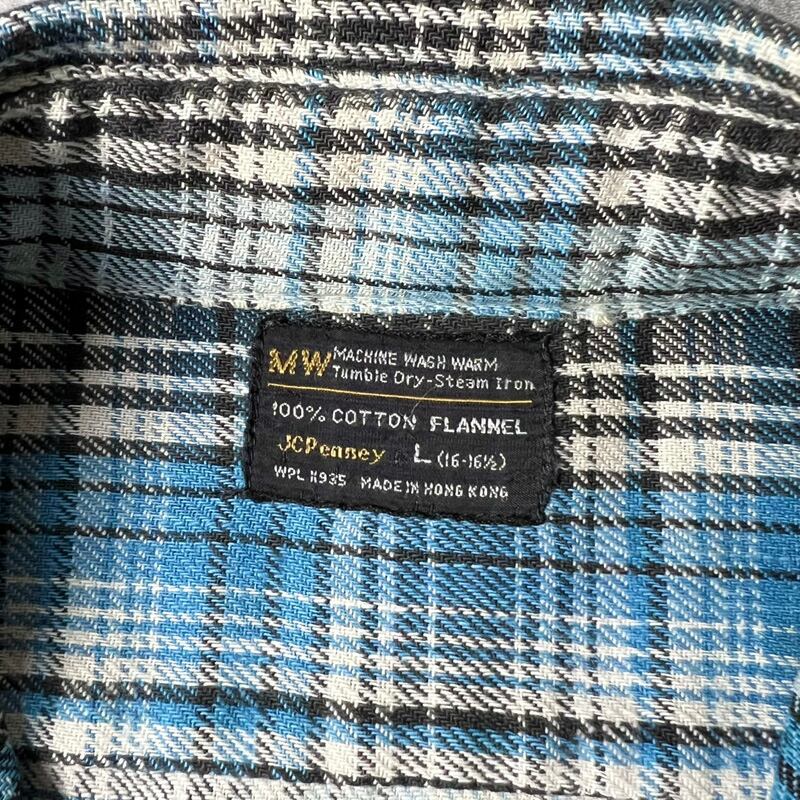 MW MACHINE WASH WARM
Tumble Dry-Steam Iron
100% COTTON FLANNEL
JCPenney L (16-16½)
WPL 11935 MADE IN HONG KONG